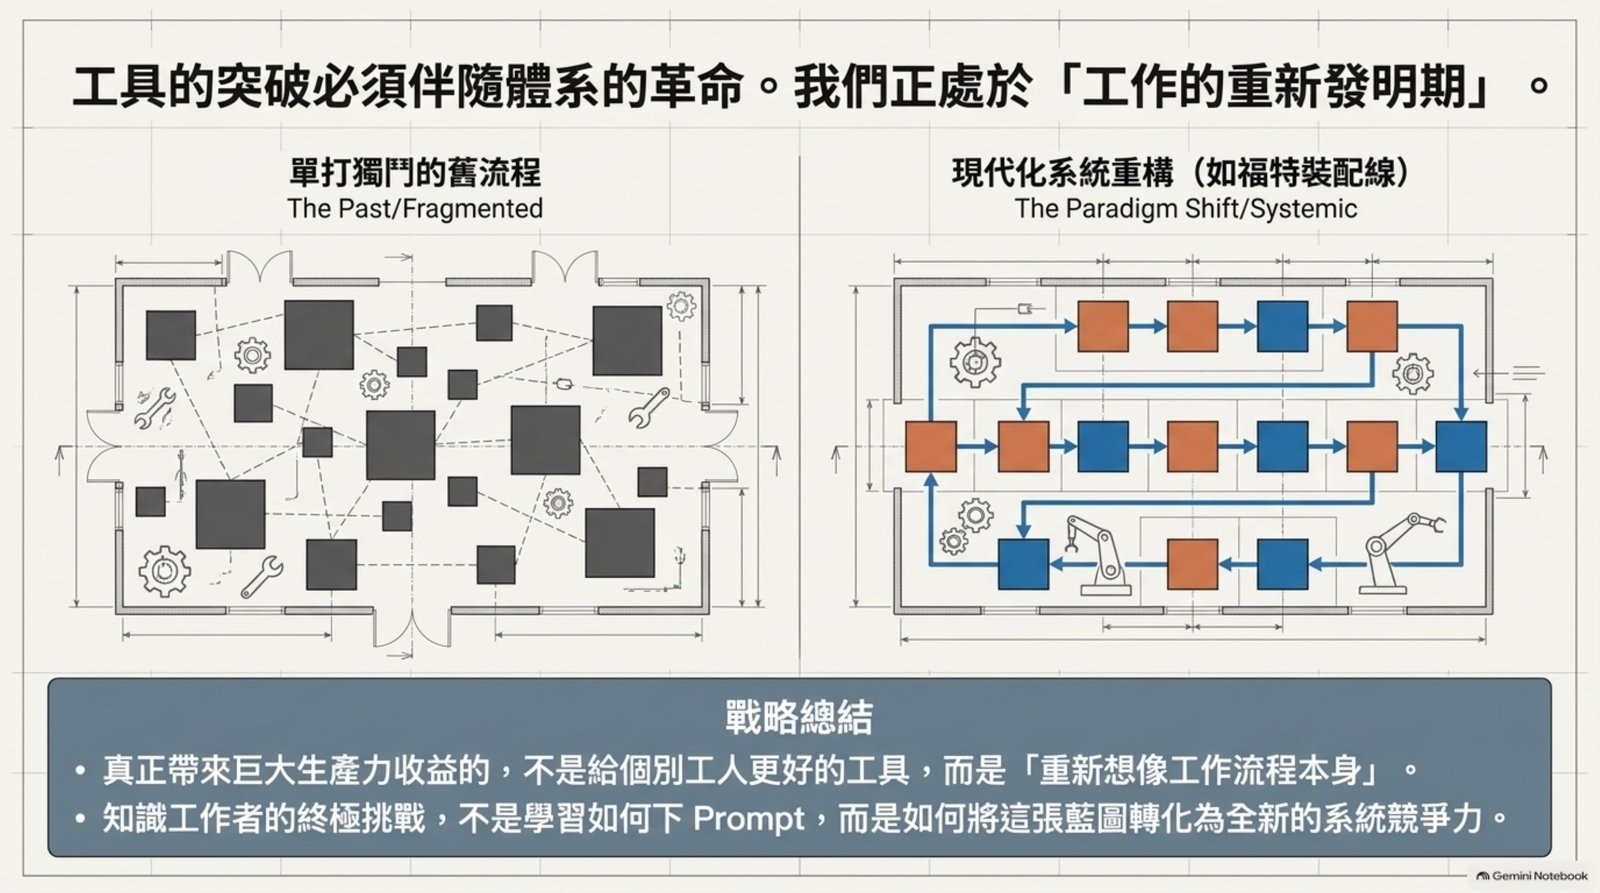 工具的突破必須伴隨體系的革命。我們正處於「工作的重新發明期」。
單打獨鬥的舊流程
The Past/Fragmented
現代化系統重構（如福特裝配線）
The Paradigm Shift/Systemic
戰略總結
• 真正帶來巨大生產力收益的，不是給個別工人更好的工具，而是「重新想像工作流程本身」。
• 知識工作者的終極挑戰，不是學習如何下 Prompt，而是如何將這張藍圖轉化為全新的系統競爭力。
Gemini Notebook